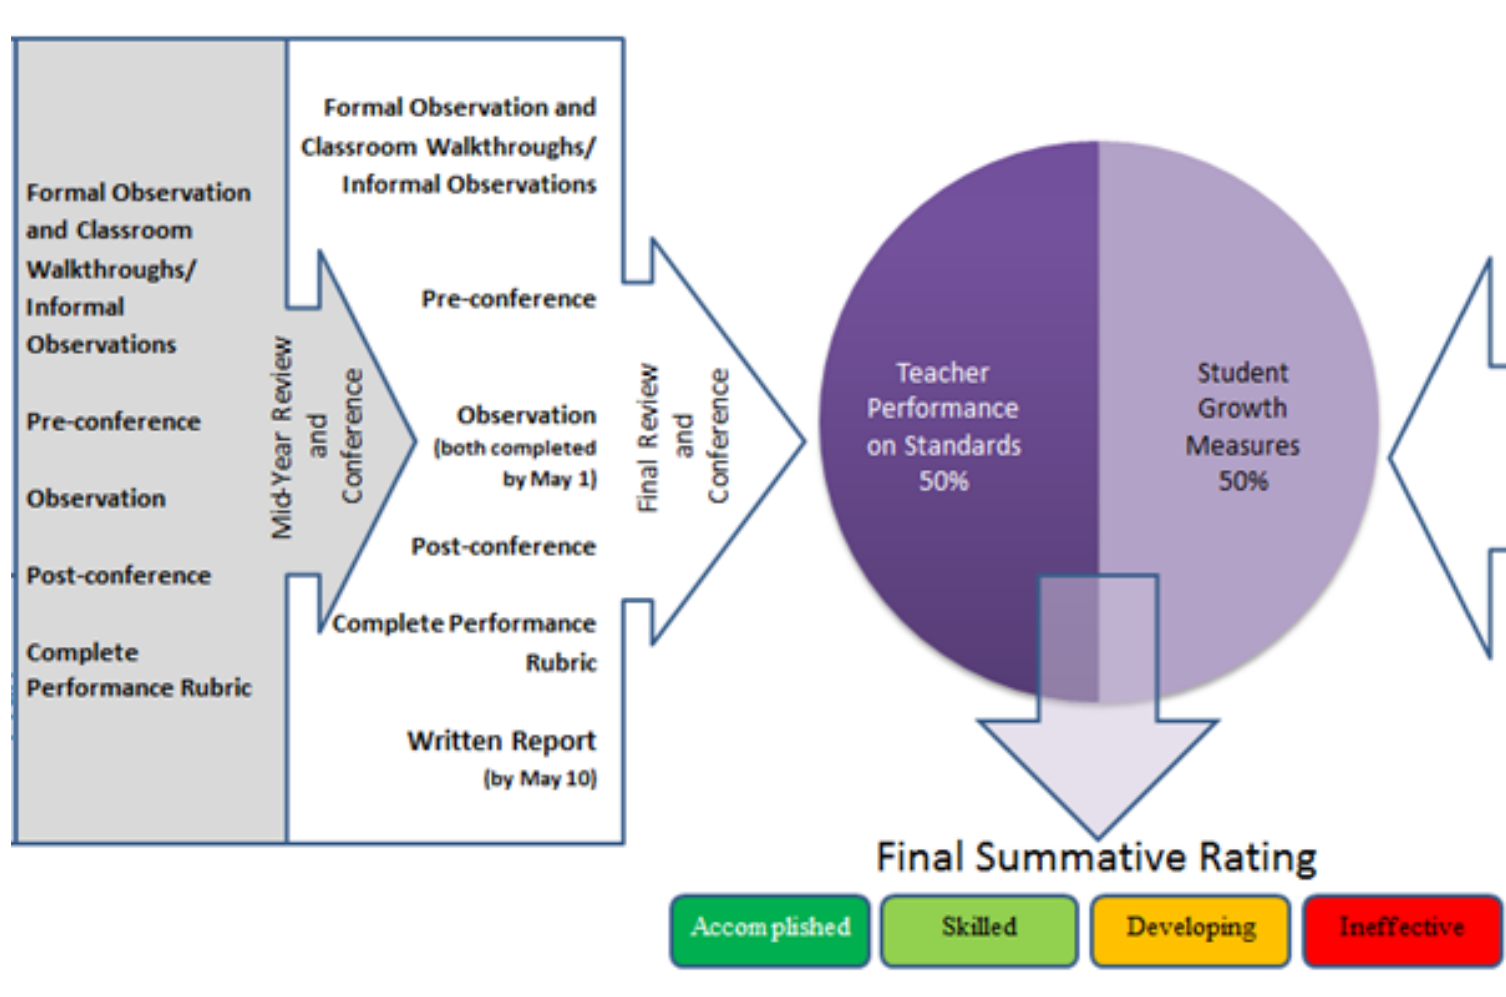 Formal Observation
and Classroom
Walkthroughs/
Informal
Observations
Pre-conference
Observation
Post-conference
Complete
Performance Rubric
Mid-Year Review
and
Conference
Formal Observation and
Classroom Walkthroughs/
Informal Observations
Pre-conference
Observation
(both completed
by May 1)
Post-conference
Complete Performance
Rubric
Written Report
(by May 10)
Final Review
and
Conference
Teacher
Performance
on Standards
50%
Student
Growth
Measures
50%
Final Summative Rating
Accomplished
Skilled
Developing
Ineffective